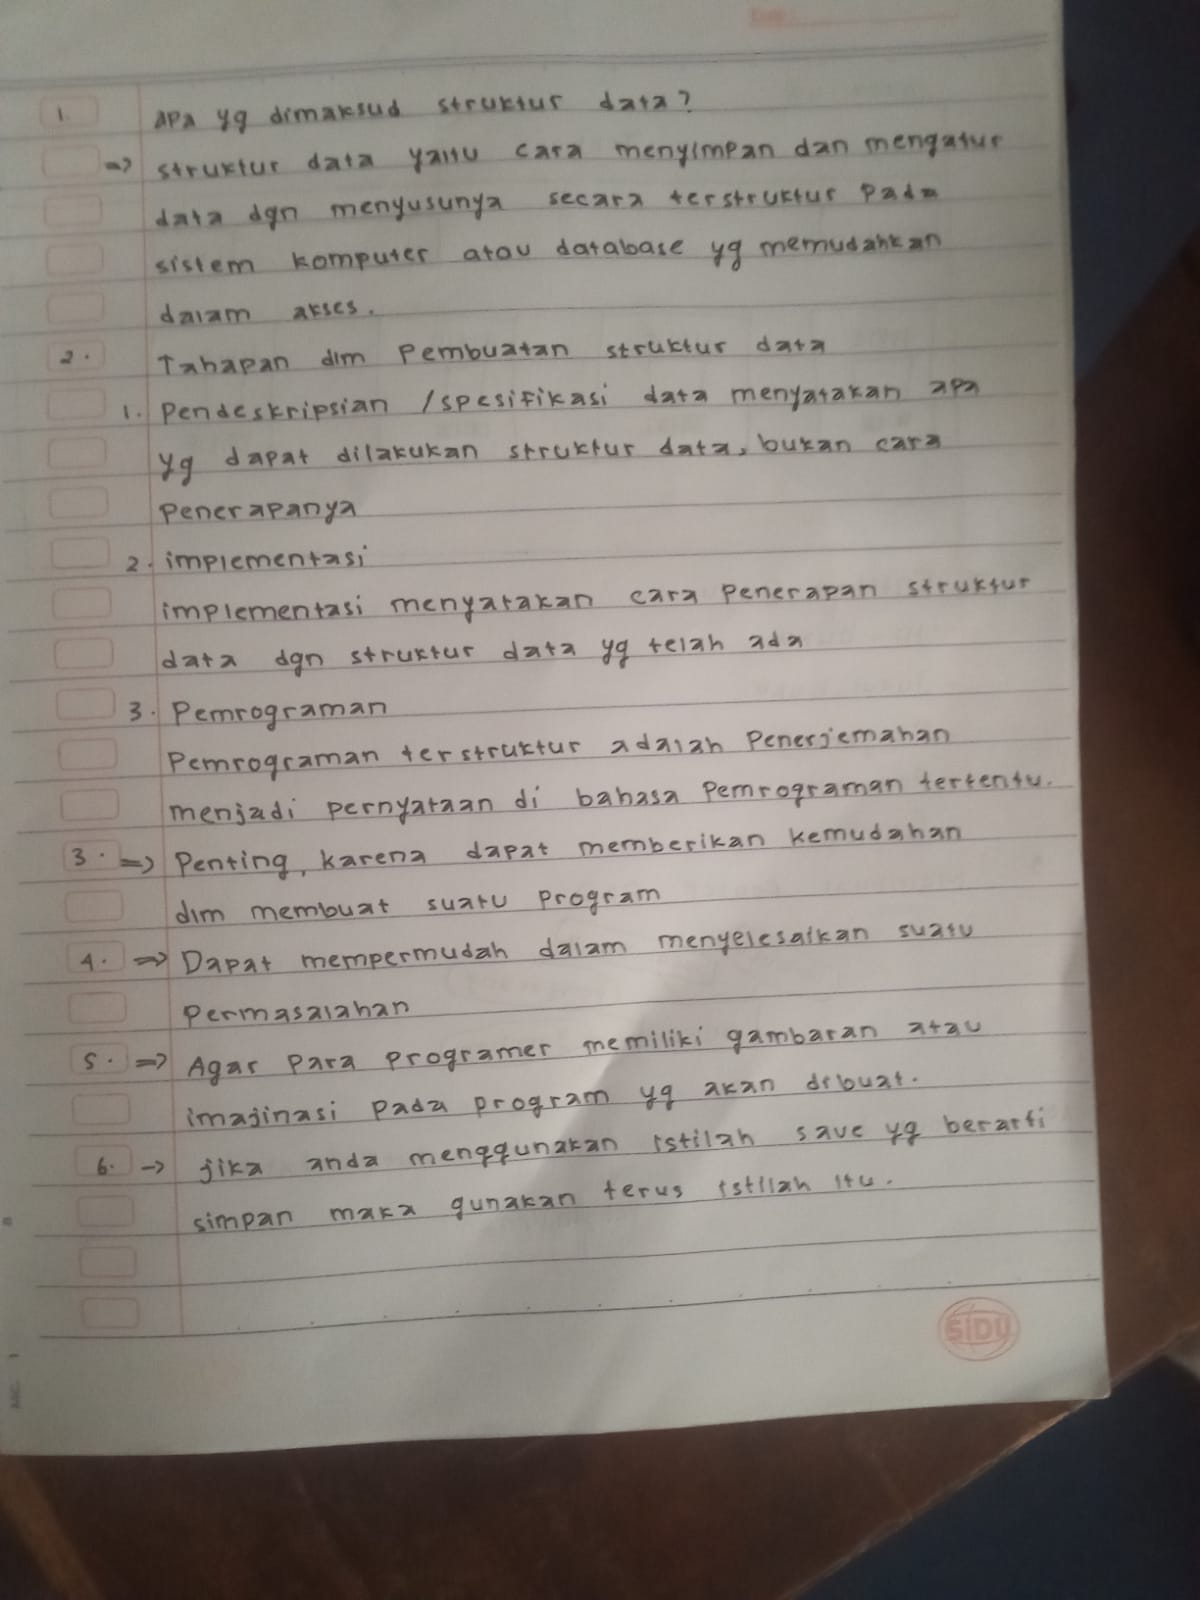 1. apa yg dimaksud struktur data?
=> struktur data yaitu cara menyimpan dan mengatur
data dgn menyusunya secara terstruktur pada
sistem komputer atau database yg memudahkan
dalam akses.
2. Tahapan dlm Pembuatan struktur data
1. Pendeskripsian / spesifikasi data menyatakan apa
yg dapat dilakukan struktur data, bukan cara
Penerapanya
2. implementasi
implementasi menyatakan cara Penerapan struktur
data dgn struktur data yg telah ada
3. Pemrograman
Pemrograman terstruktur adalah Penerjemahan
menjadi pernyataan di bahasa Pemrograman tertentu.
3. => Penting, karena dapat memberikan kemudahan
dlm membuat suatu program
4. => Dapat mempermudah dalam menyelesaikan suatu
Permasalahan
5. => Agar Para Programer memiliki gambaran atau
imajinasi pada program yg akan dibuat.
6. -> jika anda menggunakan istilah save yg berarti
simpan maka gunakan terus istilah itu.
SIDU